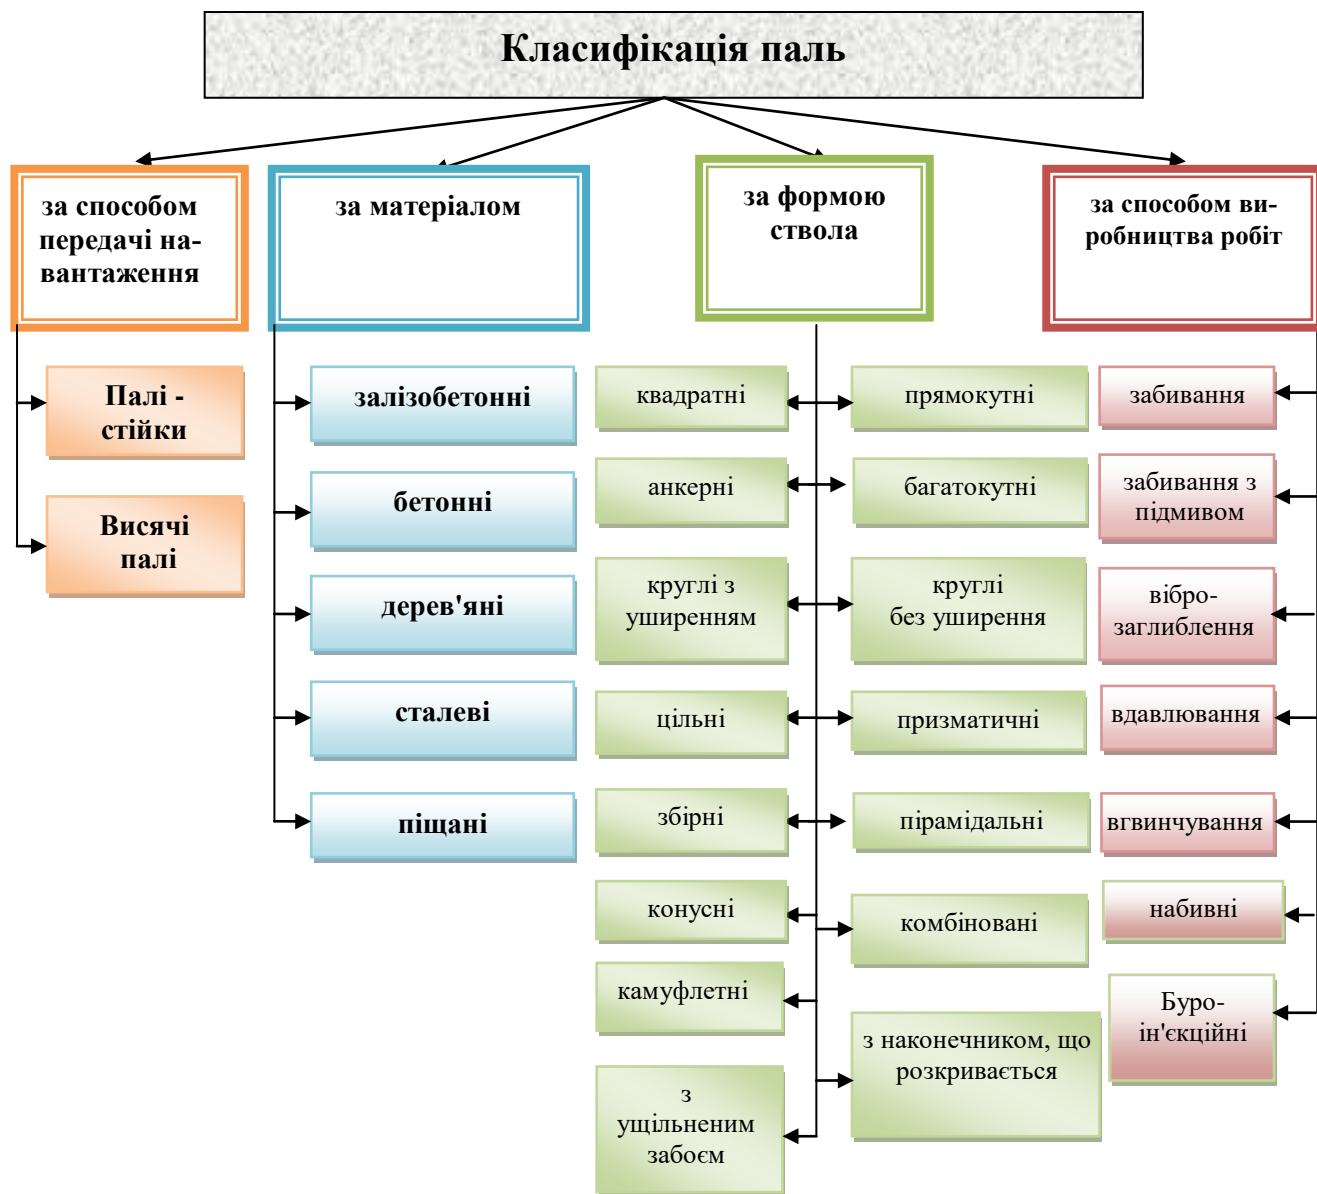 Класифікація паль
за способом
передачі на-
вантаження
за матеріалом
за формою
ствола
за способом ви-
робництва робіт
Палі -
стійки
Висячі
палі
залізобетонні
бетонні
дерев'яні
сталеві
піщані
квадратні
прямокутні
анкерні
багатокутні
круглі з
уширенням
круглі
без уширення
цільні
призматичні
збірні
пірамідальні
конусні
комбіновані
камуфлетні
з наконечником, що
розкривається
з
ущільненим
забоєм
забивання
забивання з
підмивом
вібро-
заглиблення
вдавлювання
вгвинчування
набивні
Буро-
ін'єкційні